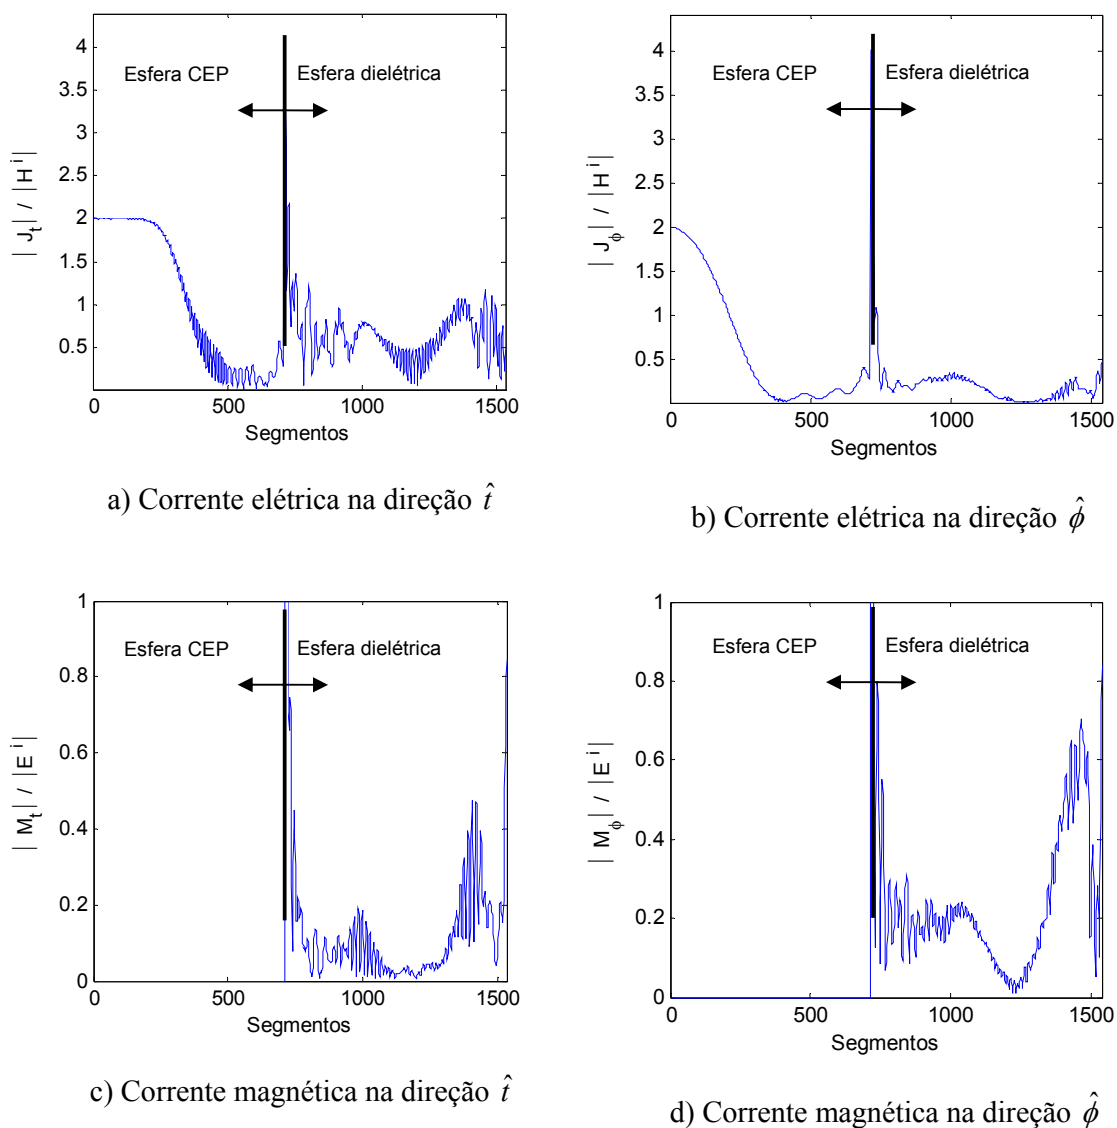 4
3.5
3
2.5
2
1.5
1
0.5
| J_t | / | H^i |
Esfera CEP
Esfera dielétrica
0
500
1000
1500
Segmentos
a) Corrente elétrica na direção t̂
4
3.5
3
2.5
2
1.5
1
0.5
| J_ϕ | / | H^i |
Esfera CEP
Esfera dielétrica
0
500
1000
1500
Segmentos
b) Corrente elétrica na direção ϕ̂
1
0.8
0.6
0.4
0.2
0
| M_t | / | E^i |
Esfera CEP
Esfera dielétrica
0
500
1000
1500
Segmentos
c) Corrente magnética na direção t̂
1
0.8
0.6
0.4
0.2
0
| M_ϕ | / | E^i |
Esfera CEP
Esfera dielétrica
0
500
1000
1500
Segmentos
d) Corrente magnética na direção ϕ̂